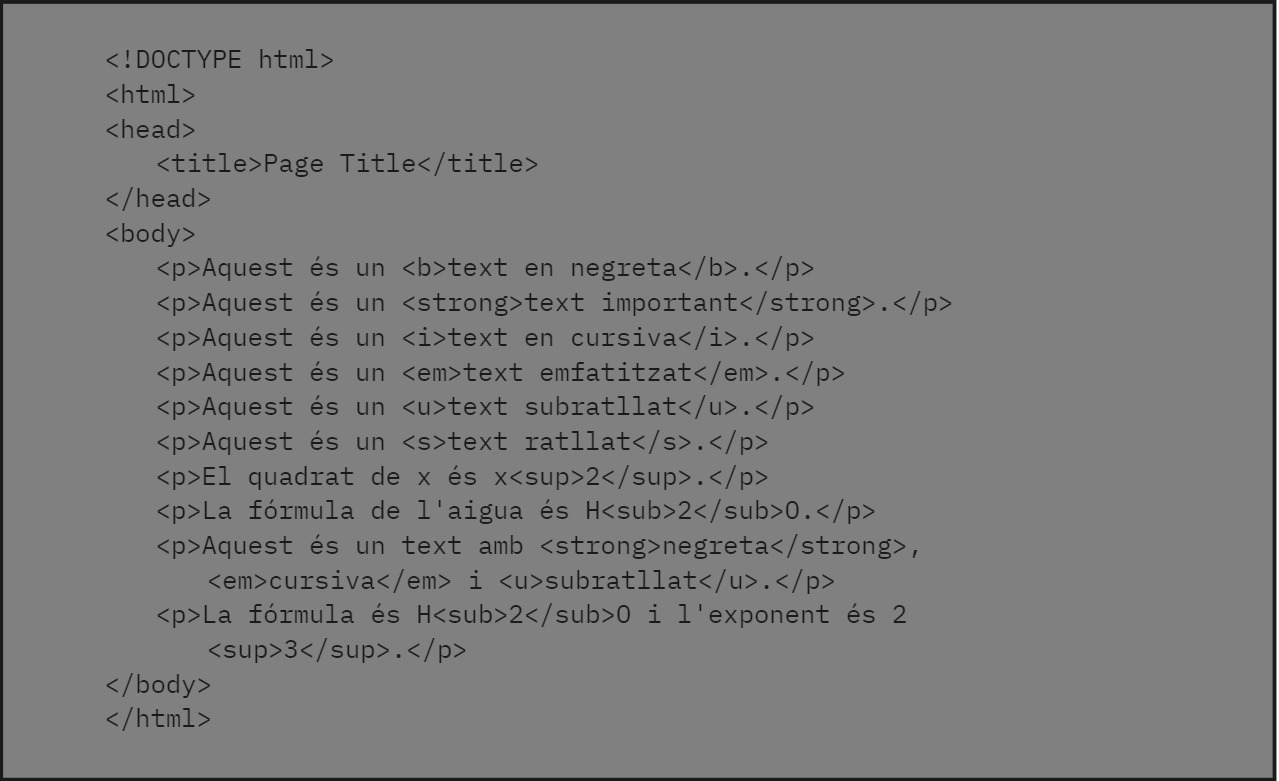 <!DOCTYPE html>
<html>
<head>
<title>Page Title</title>
</head>
<body>
<p>Aquest és un <b>text en negreta</b>.</p>
<p>Aquest és un <strong>text important</strong>.</p>
<p>Aquest és un <i>text en cursiva</i>.</p>
<p>Aquest és un <em>text emfatitzat</em>.</p>
<p>Aquest és un <u>text subratllat</u>.</p>
<p>Aquest és un <s>text ratllat</s>.</p>
<p>El quadrat de x és x<sup>2</sup>.</p>
<p>La fórmula de l'aigua és H<sub>2</sub>O.</p>
<p>Aquest és un text amb <strong>negreta</strong>,
<em>cursiva</em> i <u>subratllat</u>.</p>
<p>La fórmula és H<sub>2</sub>O i l'exponent és 2
<sup>3</sup>.</p>
</body>
</html>